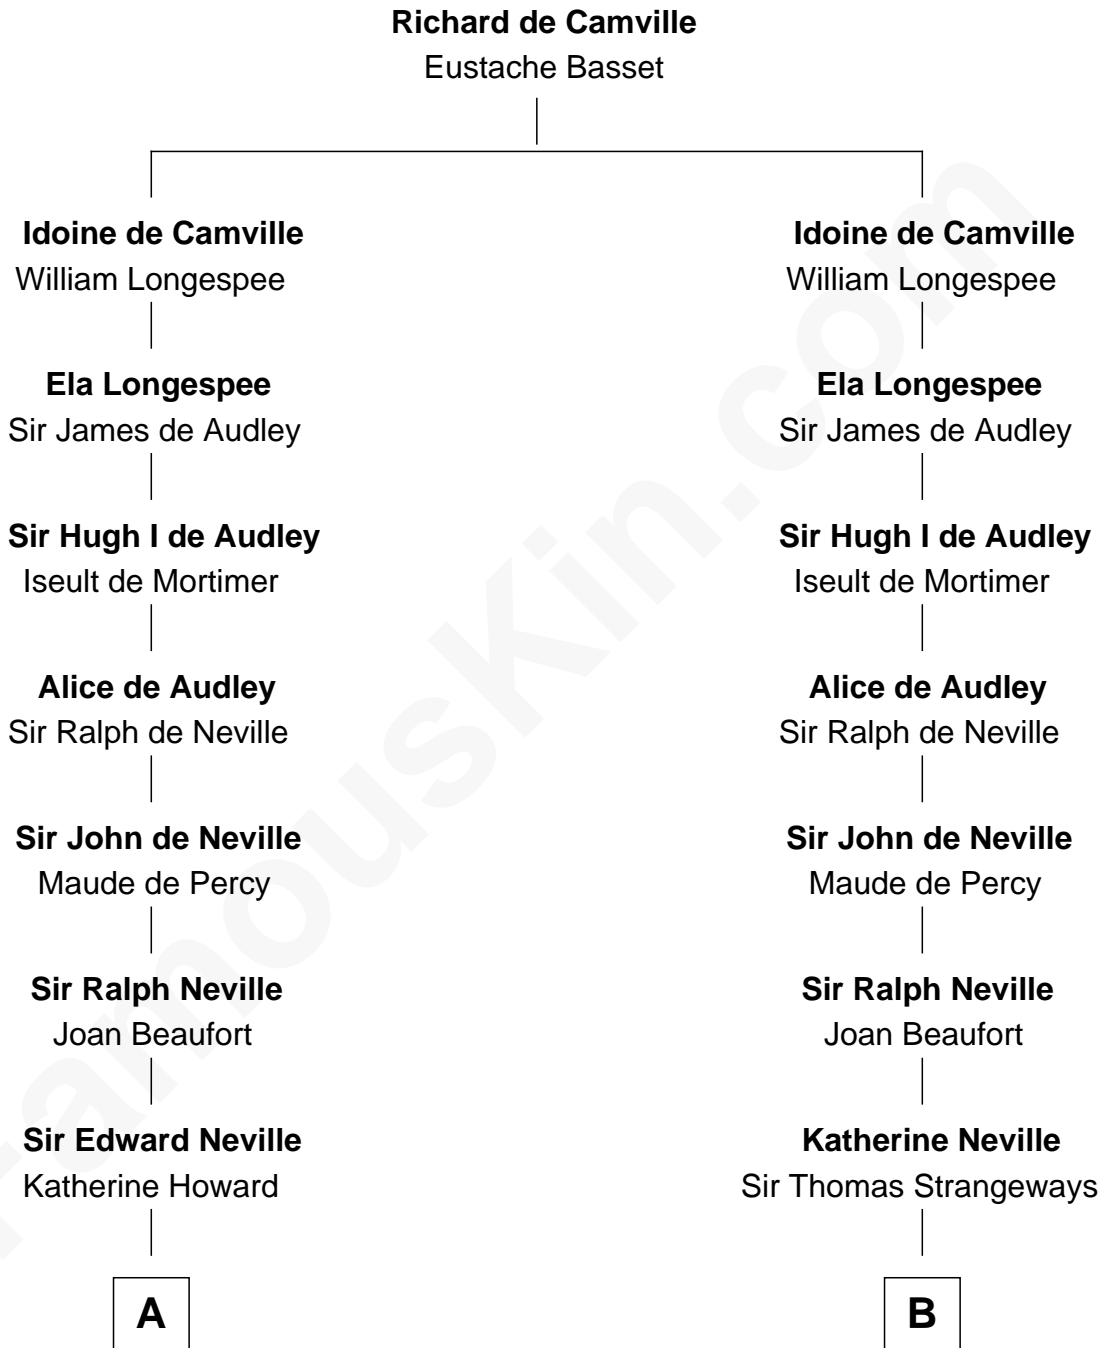 Richard de Camville
Eustache Basset
Idoine de Camville
William Longespee
Idoine de Camville
William Longespee
Ela Longespee
Sir James de Audley
Ela Longespee
Sir James de Audley
Sir Hugh I de Audley
Iseult de Mortimer
Sir Hugh I de Audley
Iseult de Mortimer
Alice de Audley
Sir Ralph de Neville
Alice de Audley
Sir Ralph de Neville
Sir John de Neville
Maude de Percy
Sir John de Neville
Maude de Percy
Sir Ralph Neville
Joan Beaufort
Sir Ralph Neville
Joan Beaufort
Sir Edward Neville
Katherine Howard
Katherine Neville
Sir Thomas Strangeways
A
B
FamousKin.com